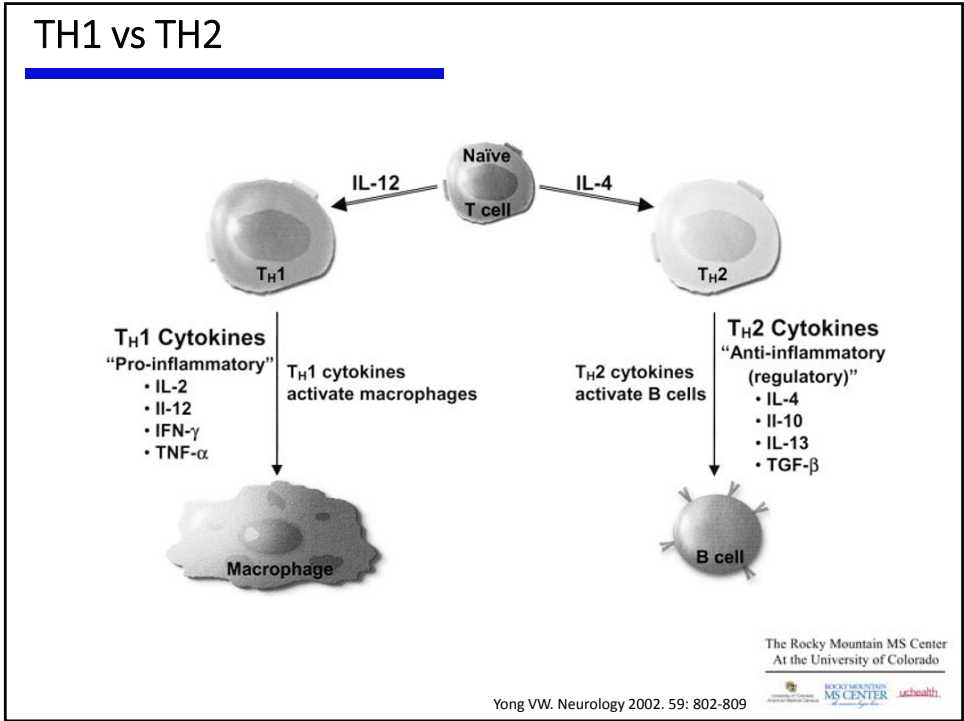 TH1 vs TH2
Naïve
T cell
IL-12
IL-4
TH1
TH2
TH1 Cytokines
"Pro-inflammatory"
• IL-2
• Il-12
• IFN-γ
• TNF-α
TH1 cytokines
activate macrophages
TH2 cytokines
activate B cells
TH2 Cytokines
"Anti-inflammatory
(regulatory)"
• IL-4
• Il-10
• IL-13
• TGF-β
Macrophage
B cell
The Rocky Mountain MS Center
At the University of Colorado
ROCKY MOUNTAIN
MS CENTER
uchealth
Yong VW. Neurology 2002. 59: 802-809